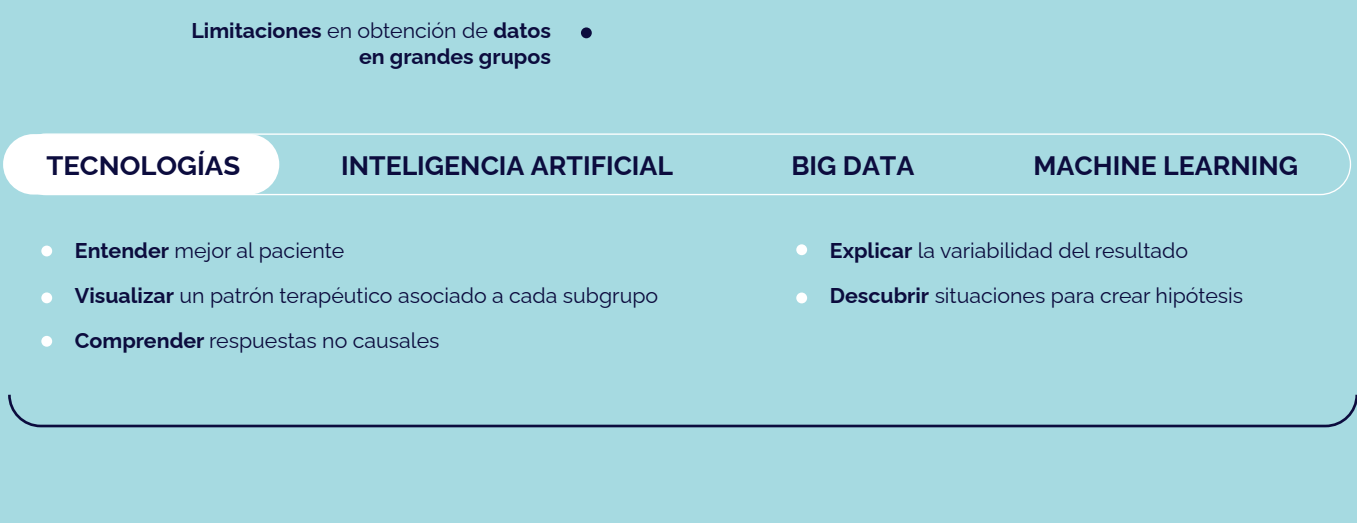 Limitaciones en obtención de datos
en grandes grupos
TECNOLOGÍAS
INTELIGENCIA ARTIFICIAL
BIG DATA
MACHINE LEARNING
Entender mejor al paciente
Visualizar un patrón terapéutico asociado a cada subgrupo
Comprender respuestas no causales
Explicar la variabilidad del resultado
Descubrir situaciones para crear hipótesis